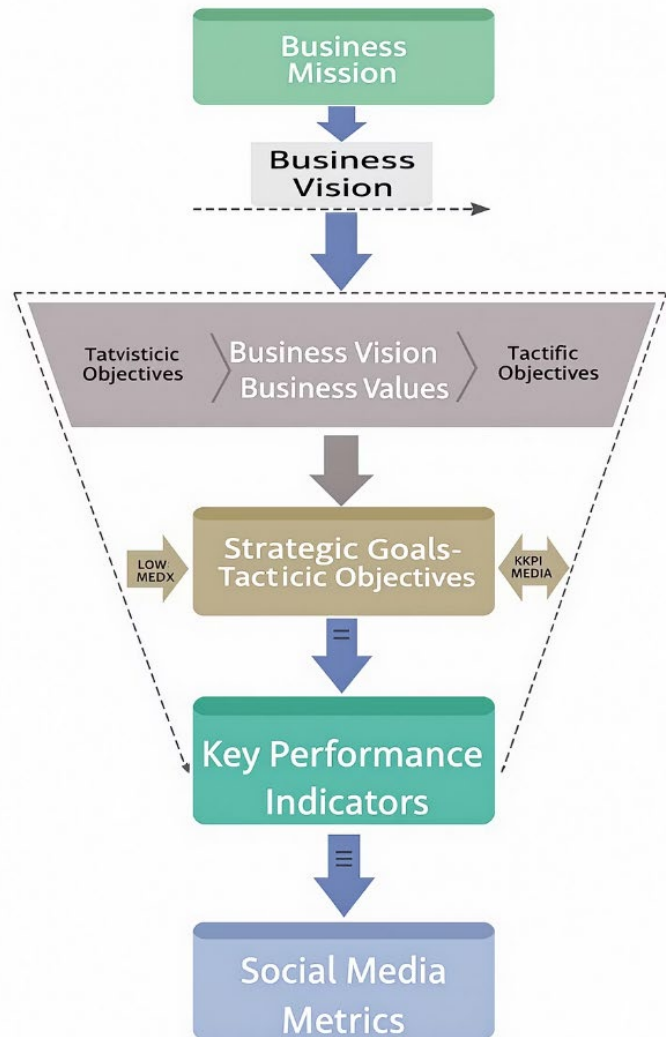 Business
Mission
Business
Vision
Tatvisticic
Objectives
Business Vision
Business Values
Tactific
Objectives
LOW:
MEDX
Strategic Goals-
Tacticic Objectives
KKPI
MEDIA
Key Performance
Indicators
Social Media
Metrics